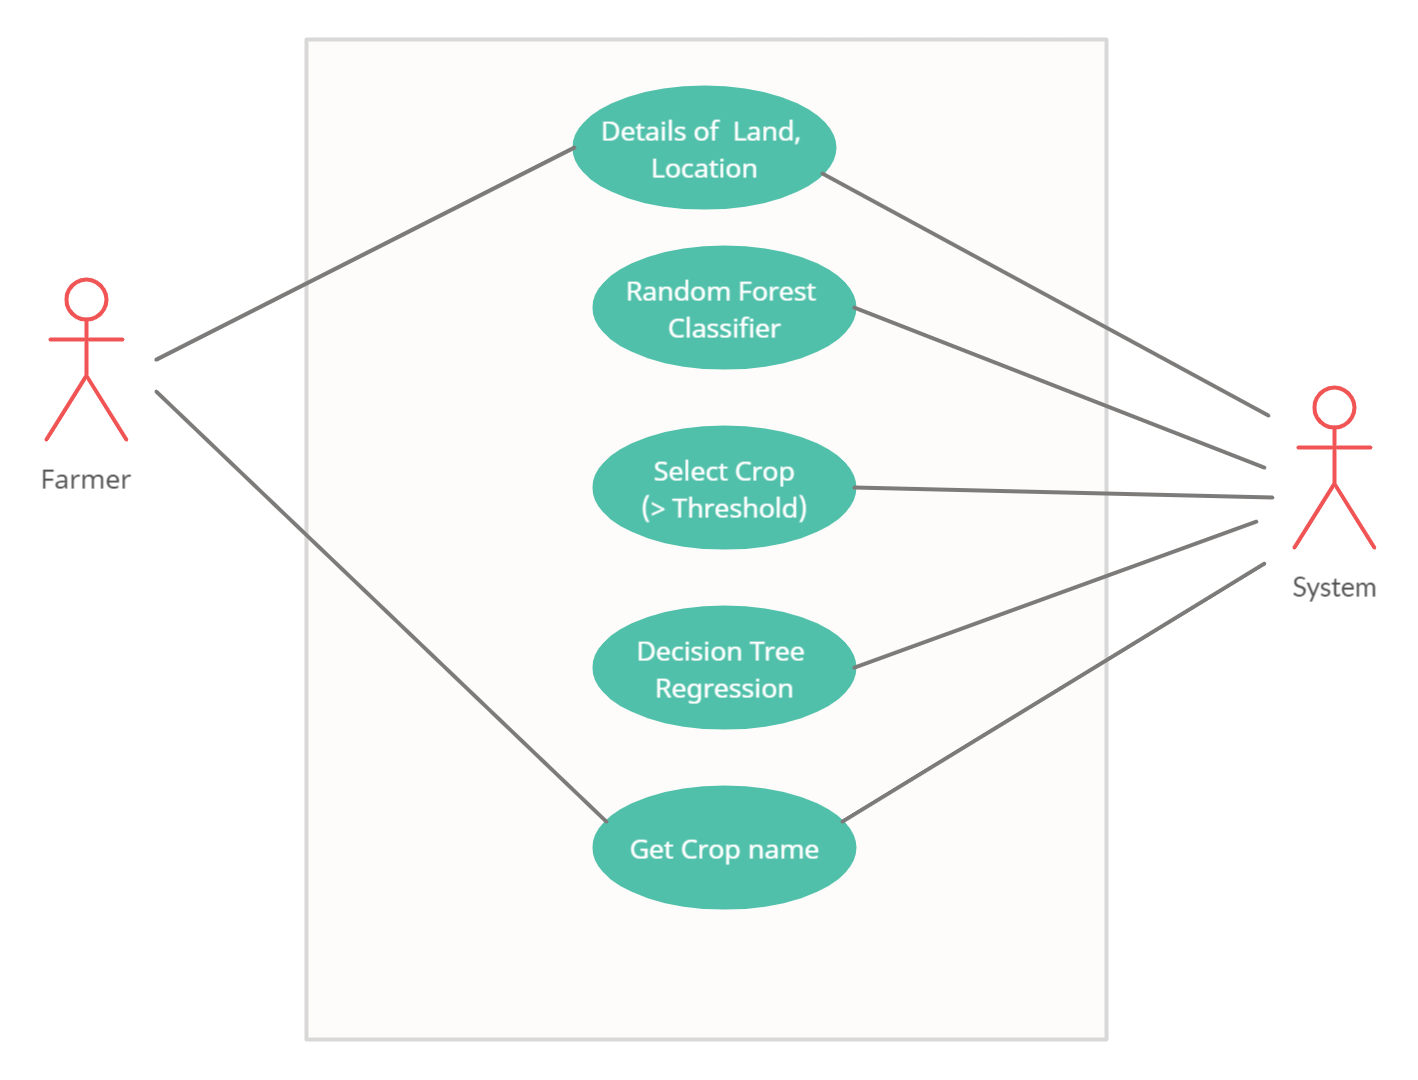 Details of  Land,
Location
Random Forest
Classifier
Farmer
Select Crop
(> Threshold)
System
Decision Tree
Regression
Get Crop name